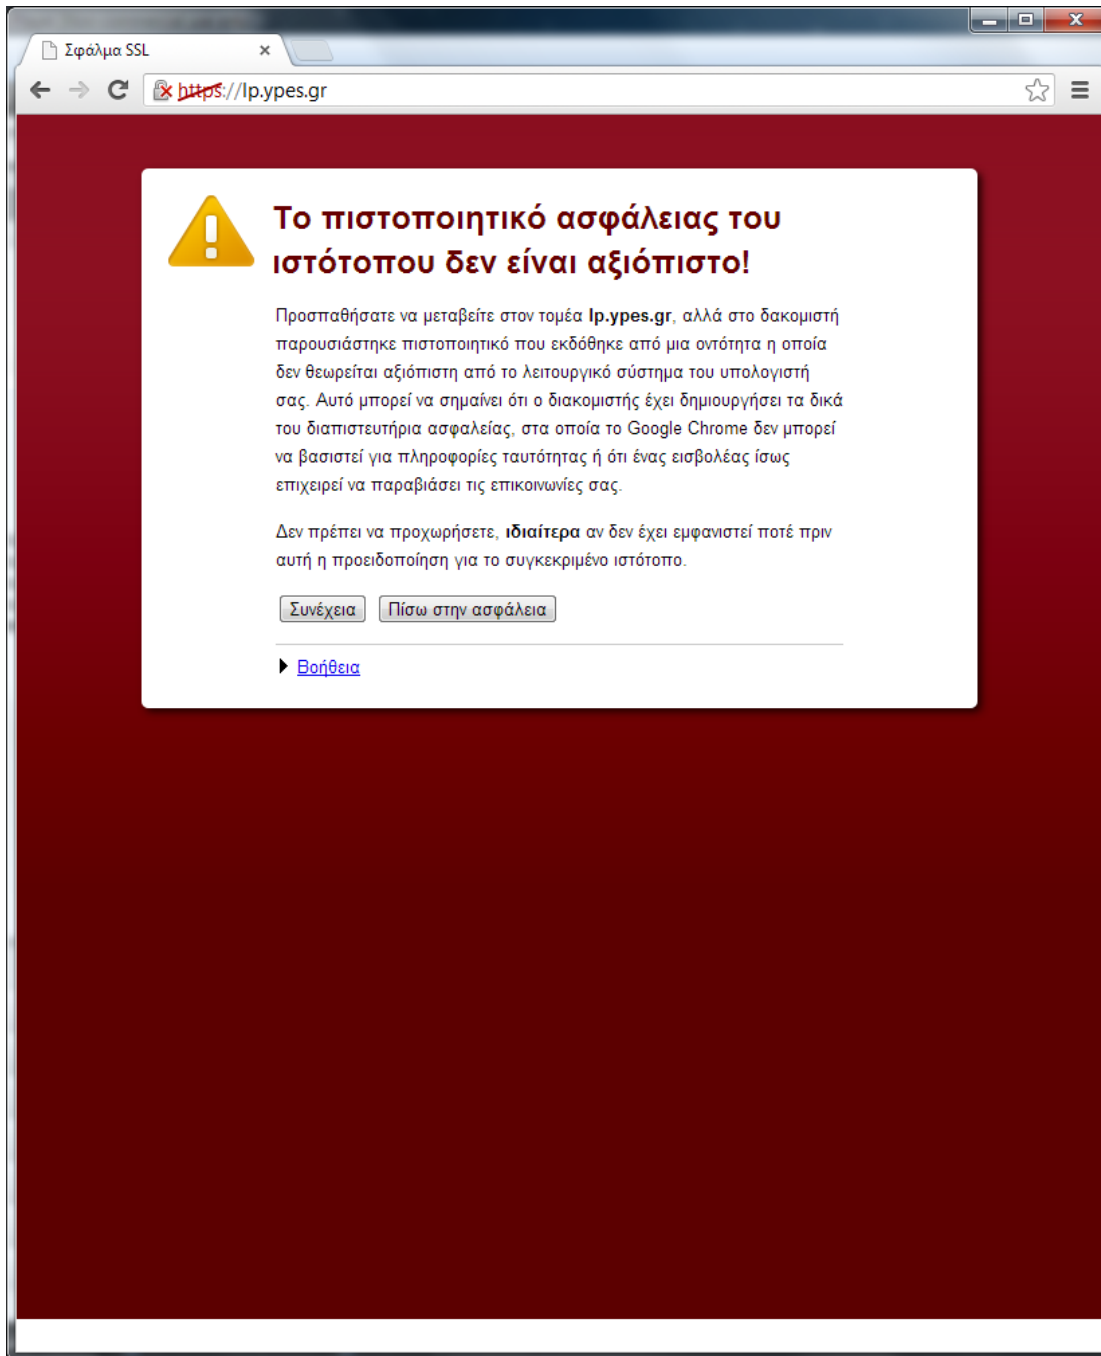 Σφάλμα SSL
https://lp.ypes.gr
Το πιστοποιητικό ασφάλειας του
ιστότοπου δεν είναι αξιόπιστο!
Προσπαθήσατε να μεταβείτε στον τομέα lp.ypes.gr, αλλά στο δακομιστή
παρουσιάστηκε πιστοποιητικό που εκδόθηκε από μια οντότητα η οποία
δεν θεωρείται αξιόπιστη από το λειτουργικό σύστημα του υπολογιστή
σας. Αυτό μπορεί να σημαίνει ότι ο διακομιστής έχει δημιουργήσει τα δικά
του διαπιστευτήρια ασφαλείας, στα οποία το Google Chrome δεν μπορεί
να βασιστεί για πληροφορίες ταυτότητας ή ότι ένας εισβολέας ίσως
επιχειρεί να παραβιάσει τις επικοινωνίες σας.
Δεν πρέπει να προχωρήσετε, ιδιαίτερα αν δεν έχει εμφανιστεί ποτέ πριν
αυτή η προειδοποίηση για το συγκεκριμένο ιστότοπο.
Συνέχεια Πίσω στην ασφάλεια
Βοήθεια